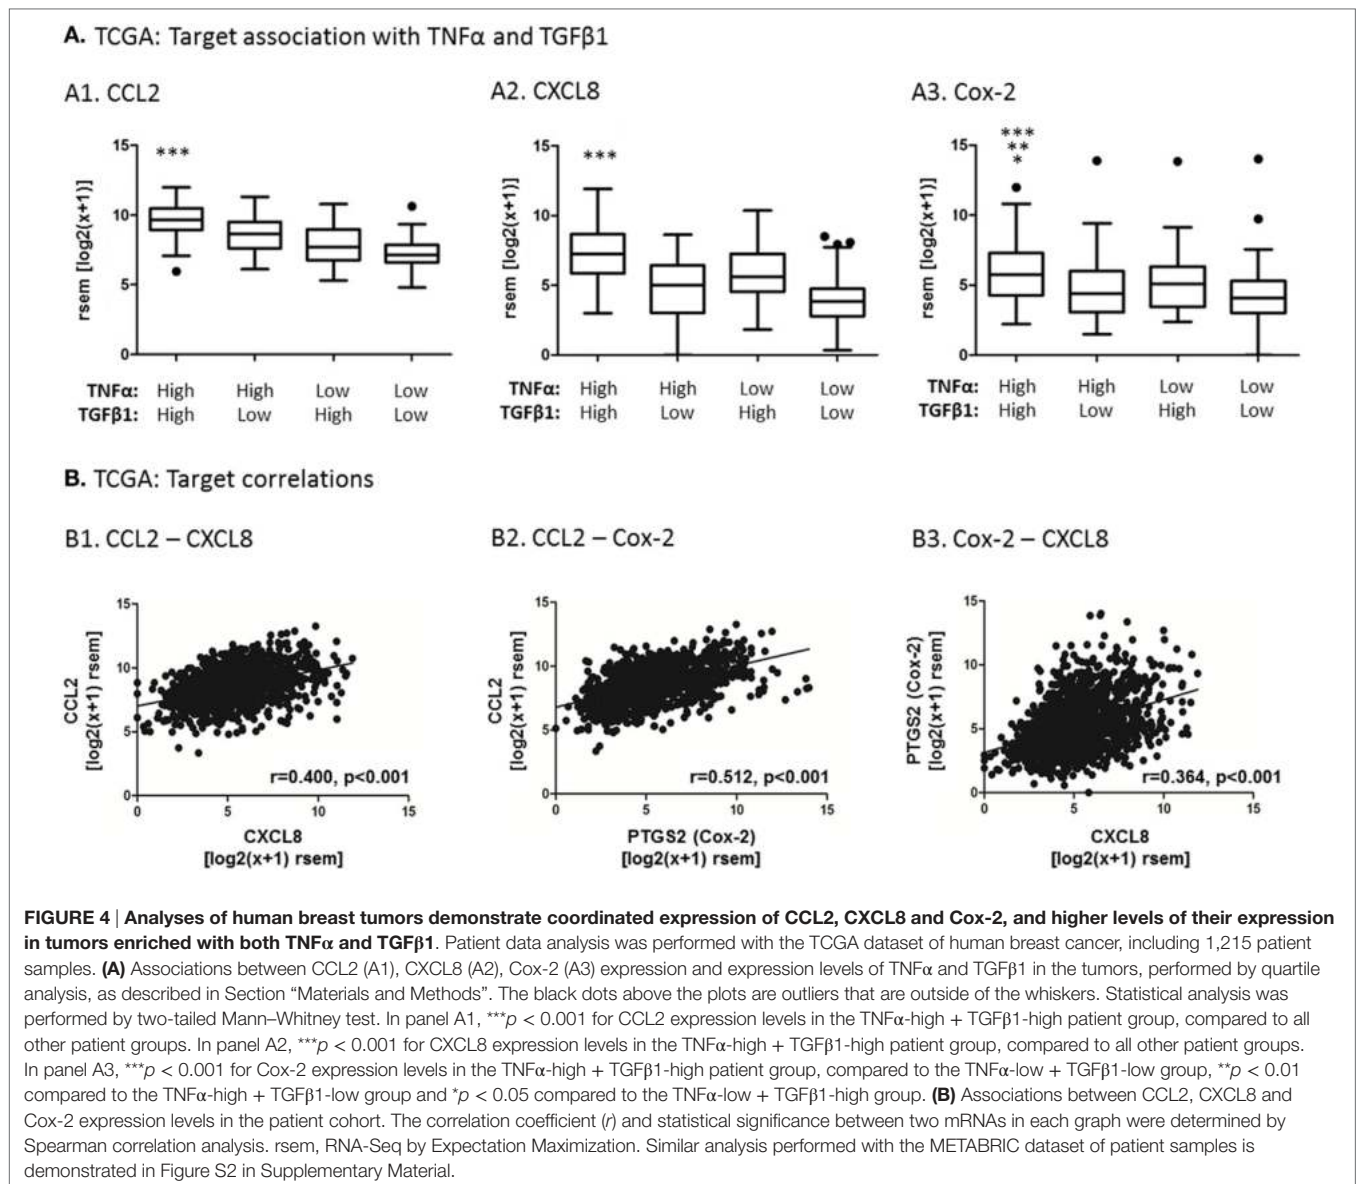 A. TCGA: Target association with TNFα and TGFβ1
A1. CCL2
A2. CXCL8
A3. Cox-2
rsem [log2(x+1)]
15
10
5
0
***
TNFα: High High Low Low
TGFβ1: High Low High Low
rsem [log2(x+1)]
15
10
5
0
***
TNFα: High High Low Low
TGFβ1: High Low High Low
rsem [log2(x+1)]
15
10
5
0
***
**
*
TNFα: High High Low Low
TGFβ1: High Low High Low
B. TCGA: Target correlations
B1. CCL2 – CXCL8
B2. CCL2 – Cox-2
B3. Cox-2 – CXCL8
CCL2
[log2(x+1) rsem]
15
10
5
0
r=0.400, p<0.001
0 5 10 15
CXCL8
[log2(x+1) rsem]
CCL2
[log2(x+1) rsem]
15
10
5
0
r=0.512, p<0.001
0 5 10 15
PTGS2 (Cox-2)
[log2(x+1) rsem]
PTGS2 (Cox-2)
[log2(x+1) rsem]
15
10
5
0
r=0.364, p<0.001
0 5 10 15
CXCL8
[log2(x+1) rsem]
FIGURE 4 | Analyses of human breast tumors demonstrate coordinated expression of CCL2, CXCL8 and Cox-2, and higher levels of their expression
in tumors enriched with both TNFα and TGFβ1. Patient data analysis was performed with the TCGA dataset of human breast cancer, including 1,215 patient
samples. (A) Associations between CCL2 (A1), CXCL8 (A2), Cox-2 (A3) expression and expression levels of TNFα and TGFβ1 in the tumors, performed by quartile
analysis, as described in Section “Materials and Methods”. The black dots above the plots are outliers that are outside of the whiskers. Statistical analysis was
performed by two-tailed Mann–Whitney test. In panel A1, ***p < 0.001 for CCL2 expression levels in the TNFα-high + TGFβ1-high patient group, compared to all
other patient groups. In panel A2, ***p < 0.001 for CXCL8 expression levels in the TNFα-high + TGFβ1-high patient group, compared to all other patient groups.
In panel A3, ***p < 0.001 for Cox-2 expression levels in the TNFα-high + TGFβ1-high patient group, compared to the TNFα-low + TGFβ1-low group, **p < 0.01
compared to the TNFα-high + TGFβ1-low group and *p < 0.05 compared to the TNFα-low + TGFβ1-high group. (B) Associations between CCL2, CXCL8 and
Cox-2 expression levels in the patient cohort. The correlation coefficient (r) and statistical significance between two mRNAs in each graph were determined by
Spearman correlation analysis. rsem, RNA-Seq by Expectation Maximization. Similar analysis performed with the METABRIC dataset of patient samples is
demonstrated in Figure S2 in Supplementary Material.